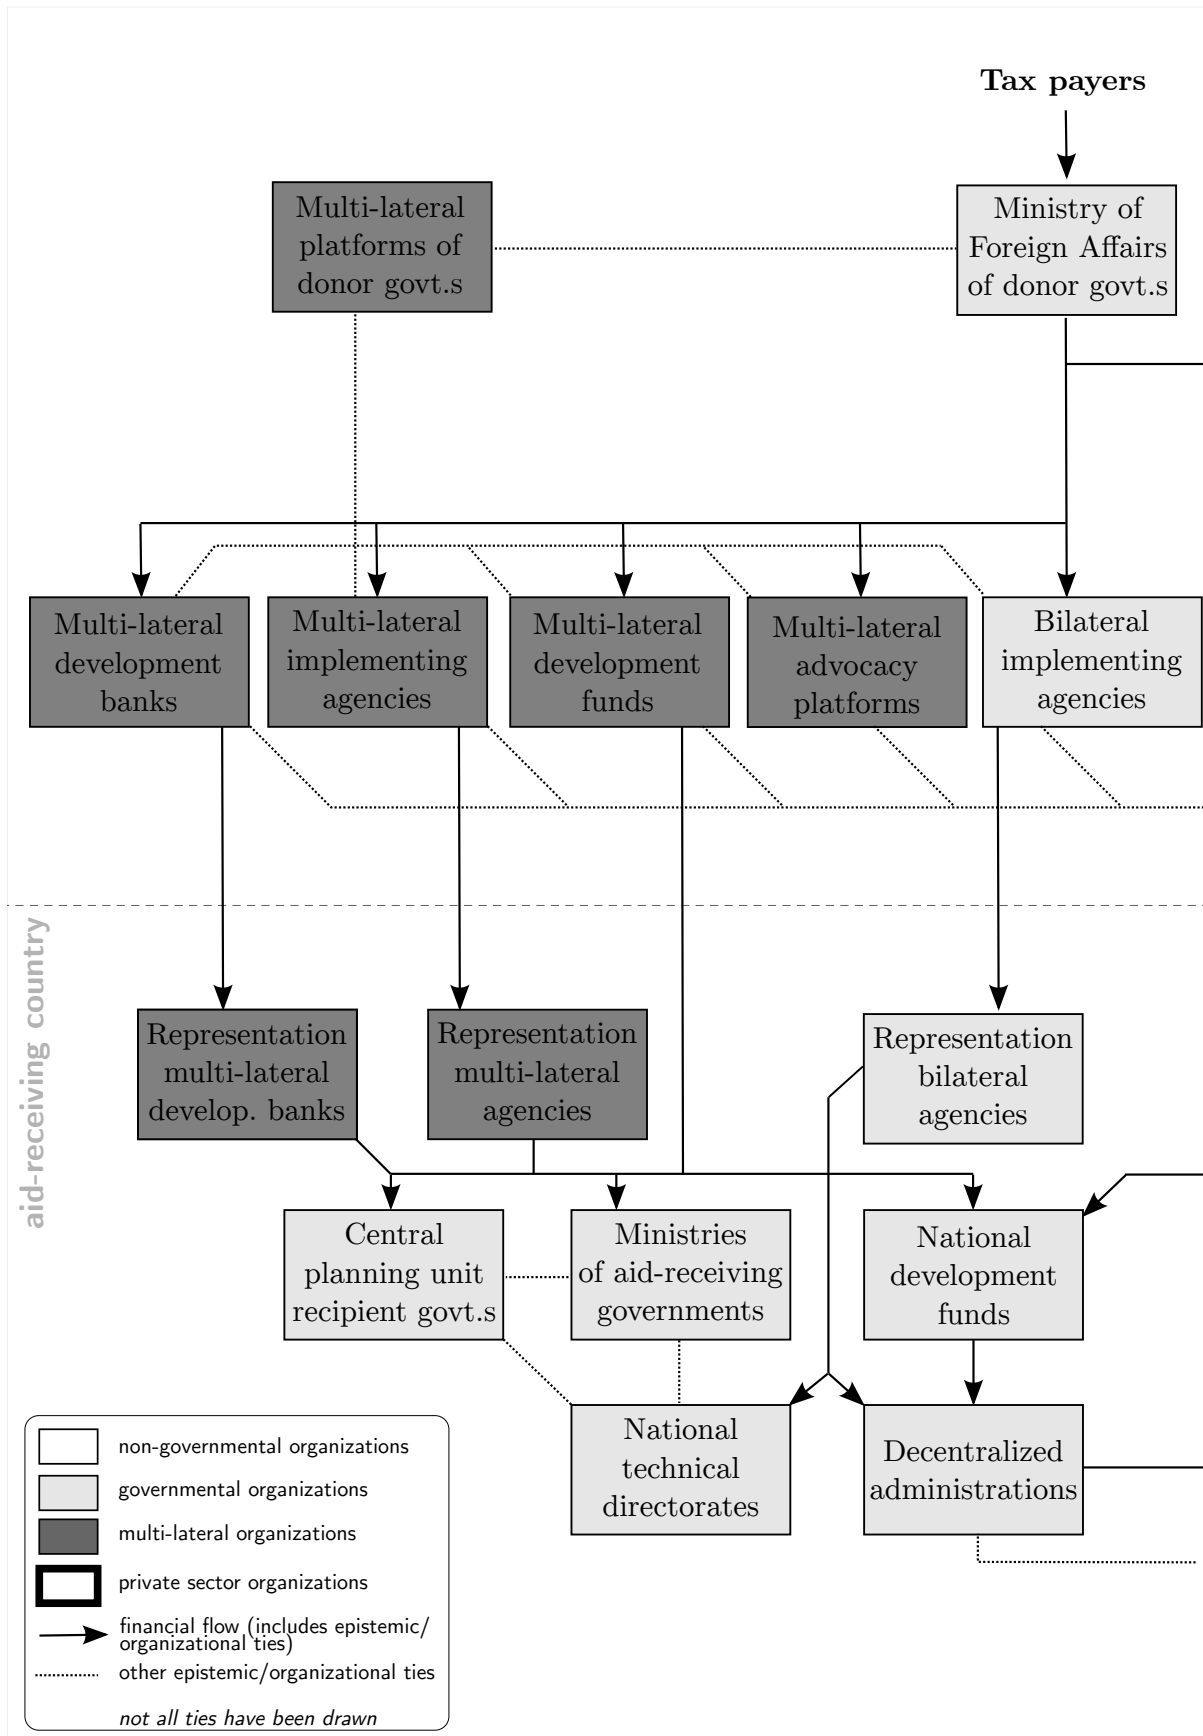 Tax payers
Multi-lateral
platforms of
donor govt.s
Ministry of
Foreign Affairs
of donor govt.s
Multi-lateral
development
banks
Multi-lateral
implementing
agencies
Multi-lateral
development
funds
Multi-lateral
advocacy
platforms
Bilateral
implementing
agencies
aid-receiving country
Representation
multi-lateral
develop. banks
Representation
multi-lateral
agencies
Representation
bilateral
agencies
Central
planning unit
recipient govt.s
Ministries
of aid-receiving
governments
National
development
funds
National
technical
directorates
Decentralized
administrations
non-governmental organizations
governmental organizations
multi-lateral organizations
private sector organizations
financial flow (includes epistemic/
organizational ties)
other epistemic/organizational ties
not all ties have been drawn